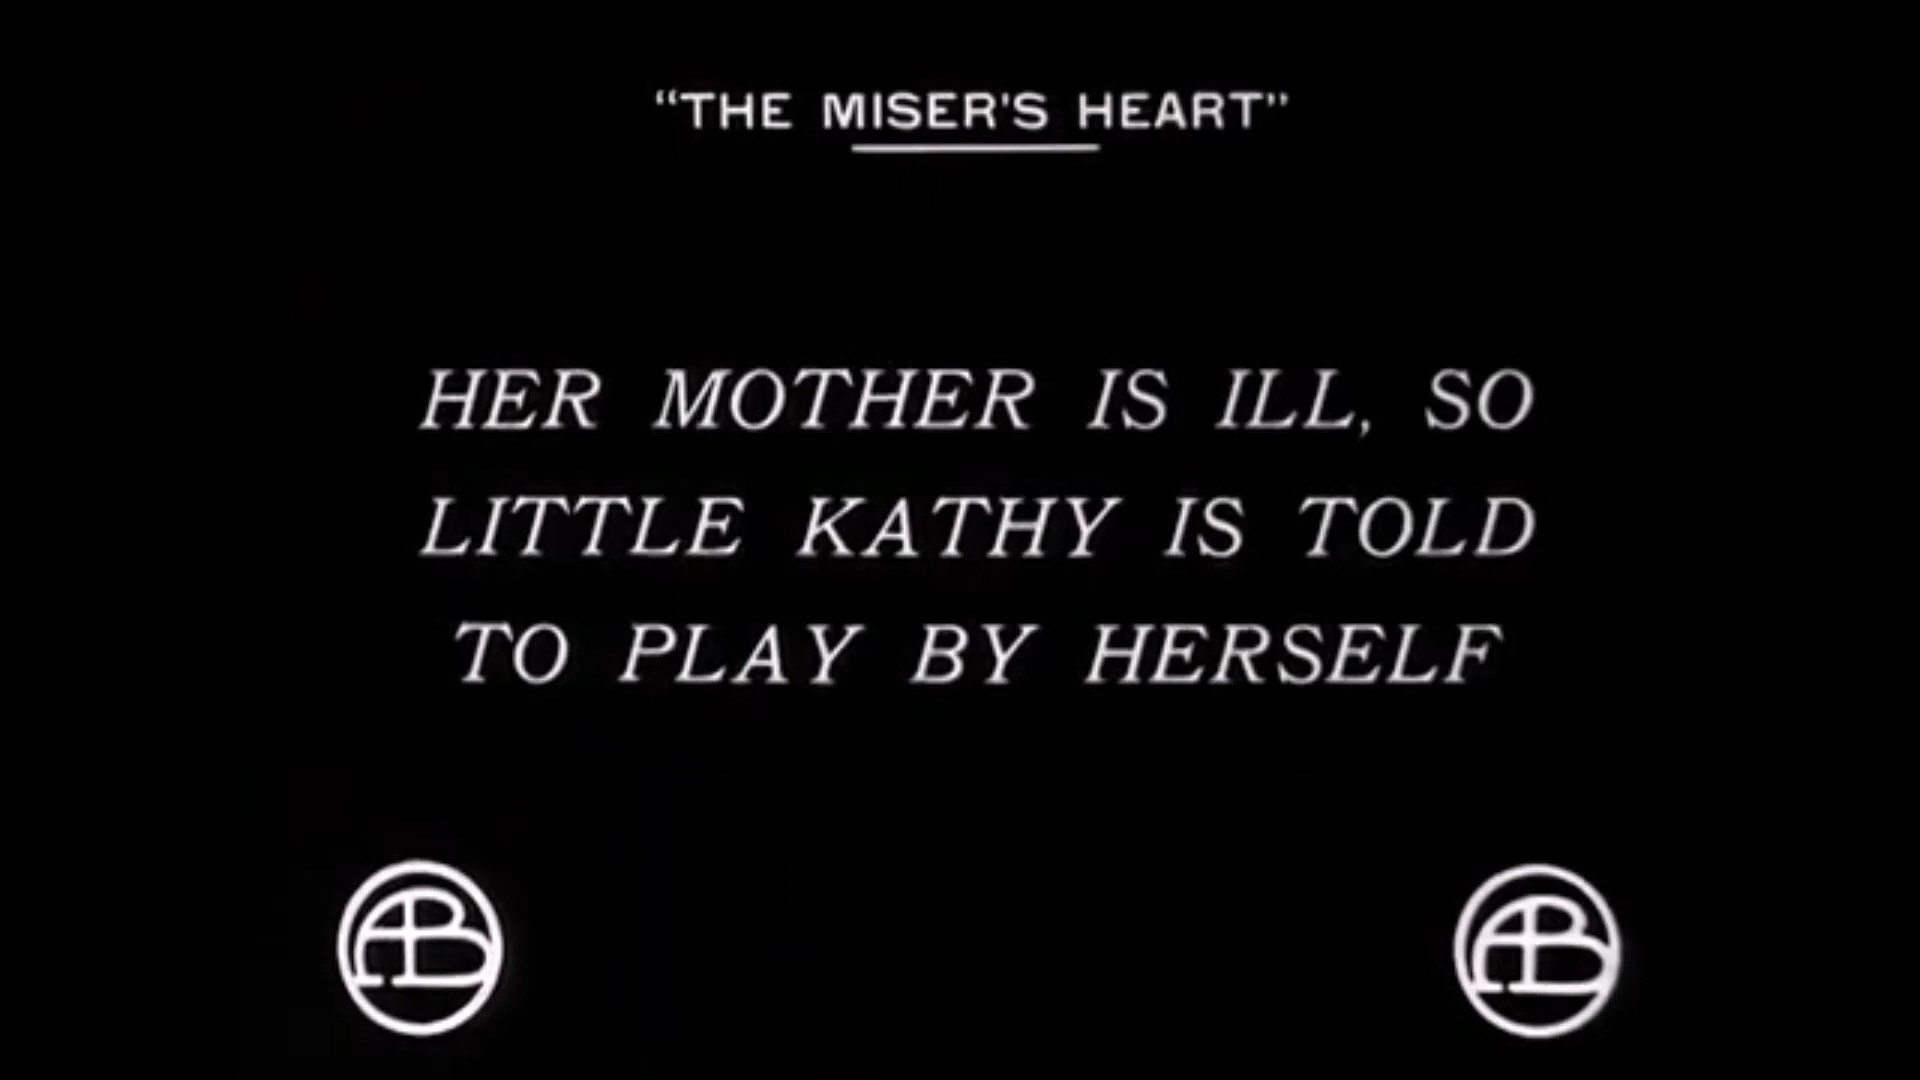 "THE MISER'S HEART"
HER MOTHER IS ILL, SO
LITTLE KATHY IS TOLD
TO PLAY BY HERSELF
AB
AB